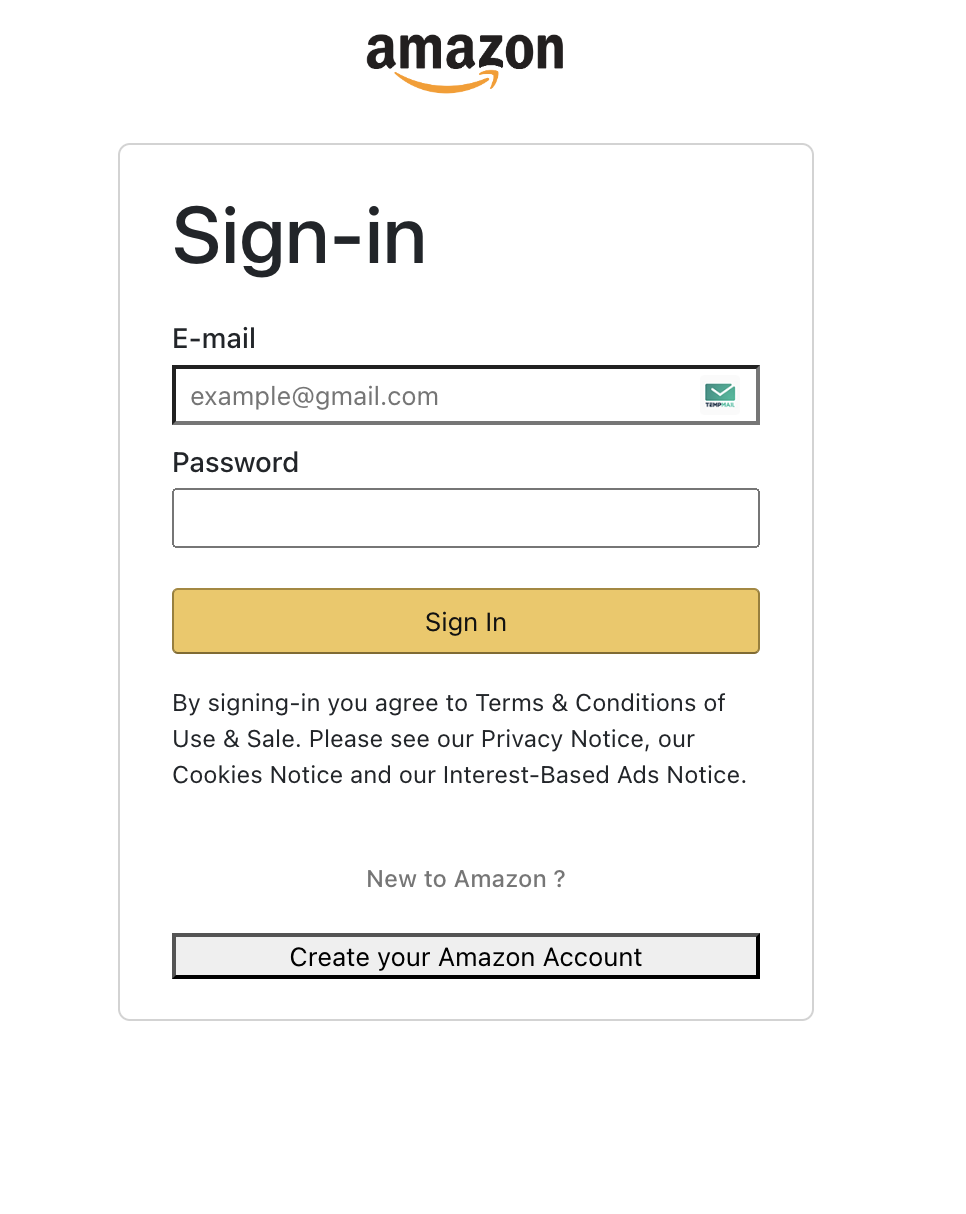 amazon
Sign-in
E-mail
example@gmail.com
TEMPMAIL
Password
Sign In
By signing-in you agree to Terms & Conditions of
Use & Sale. Please see our Privacy Notice, our
Cookies Notice and our Interest-Based Ads Notice.
New to Amazon ?
Create your Amazon Account